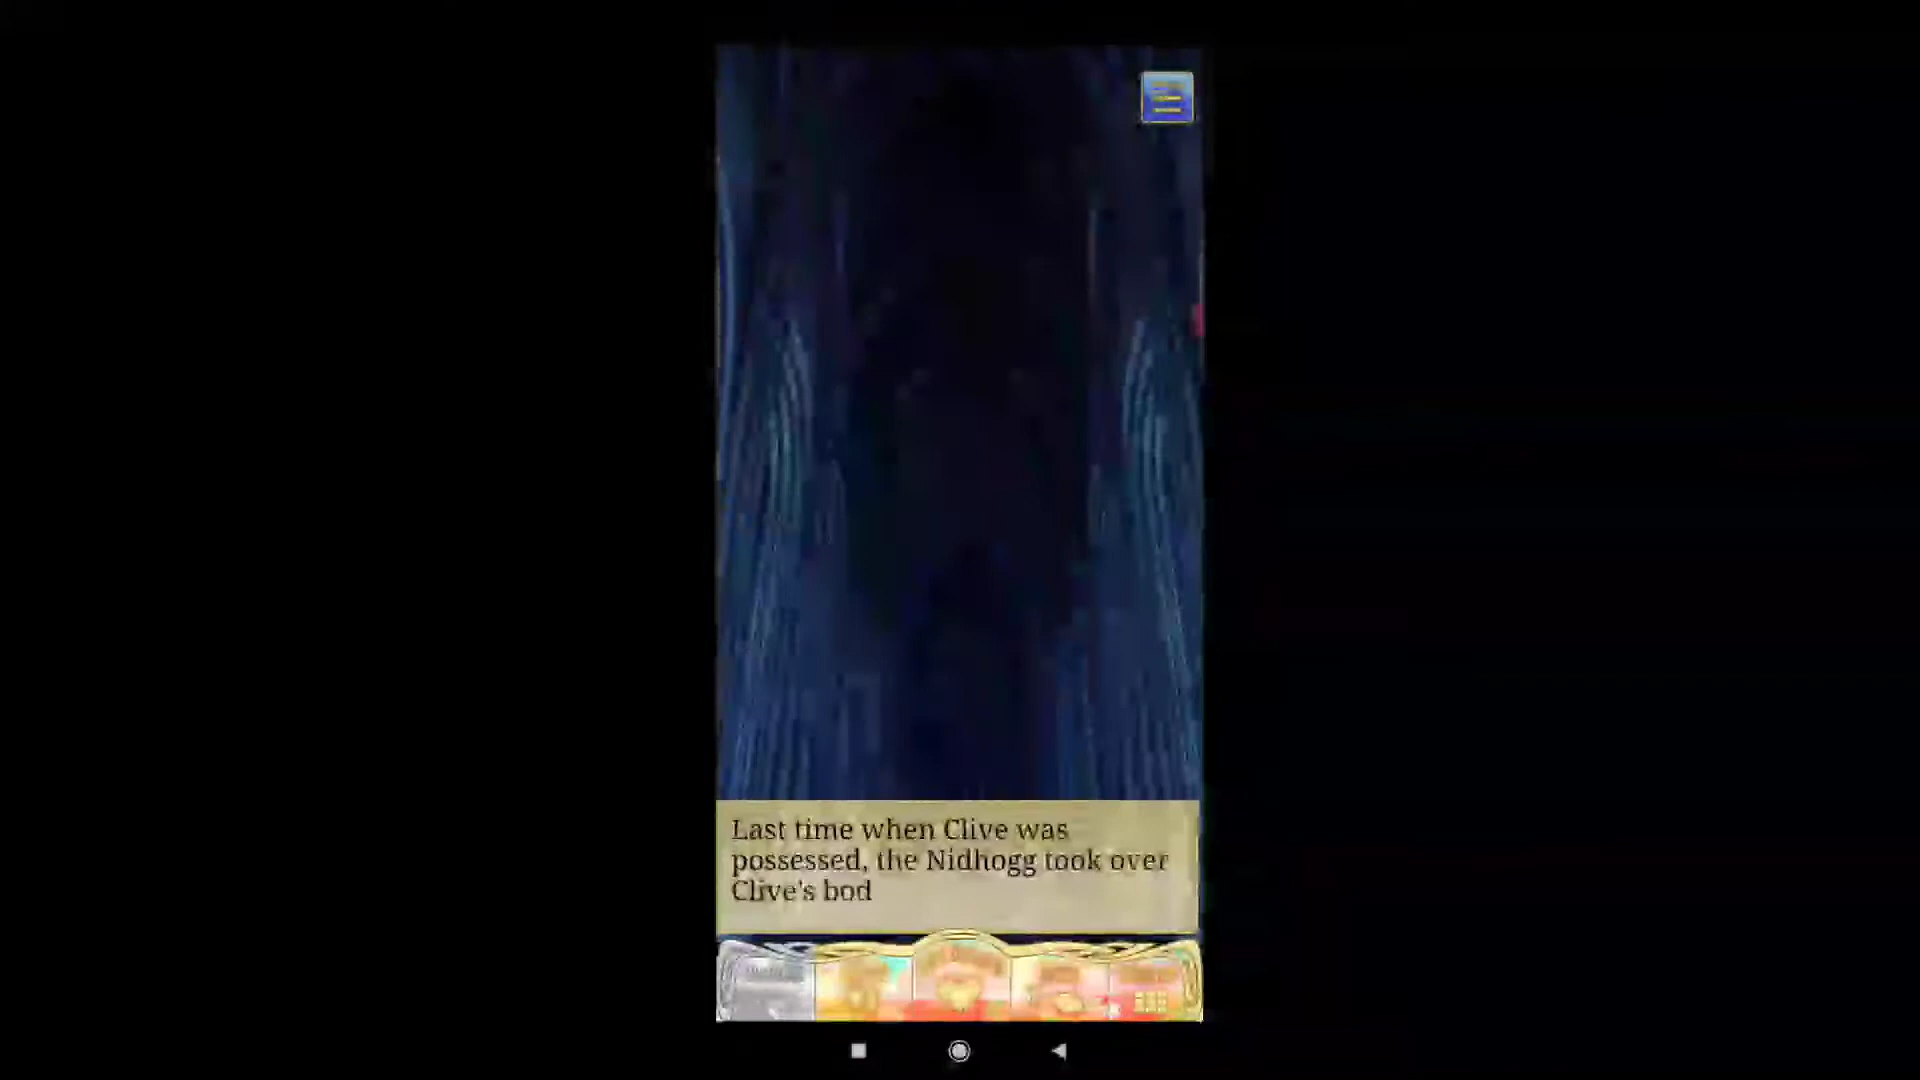 Last time when Clive was
possessed, the Nidhogg took over
Clive's bod